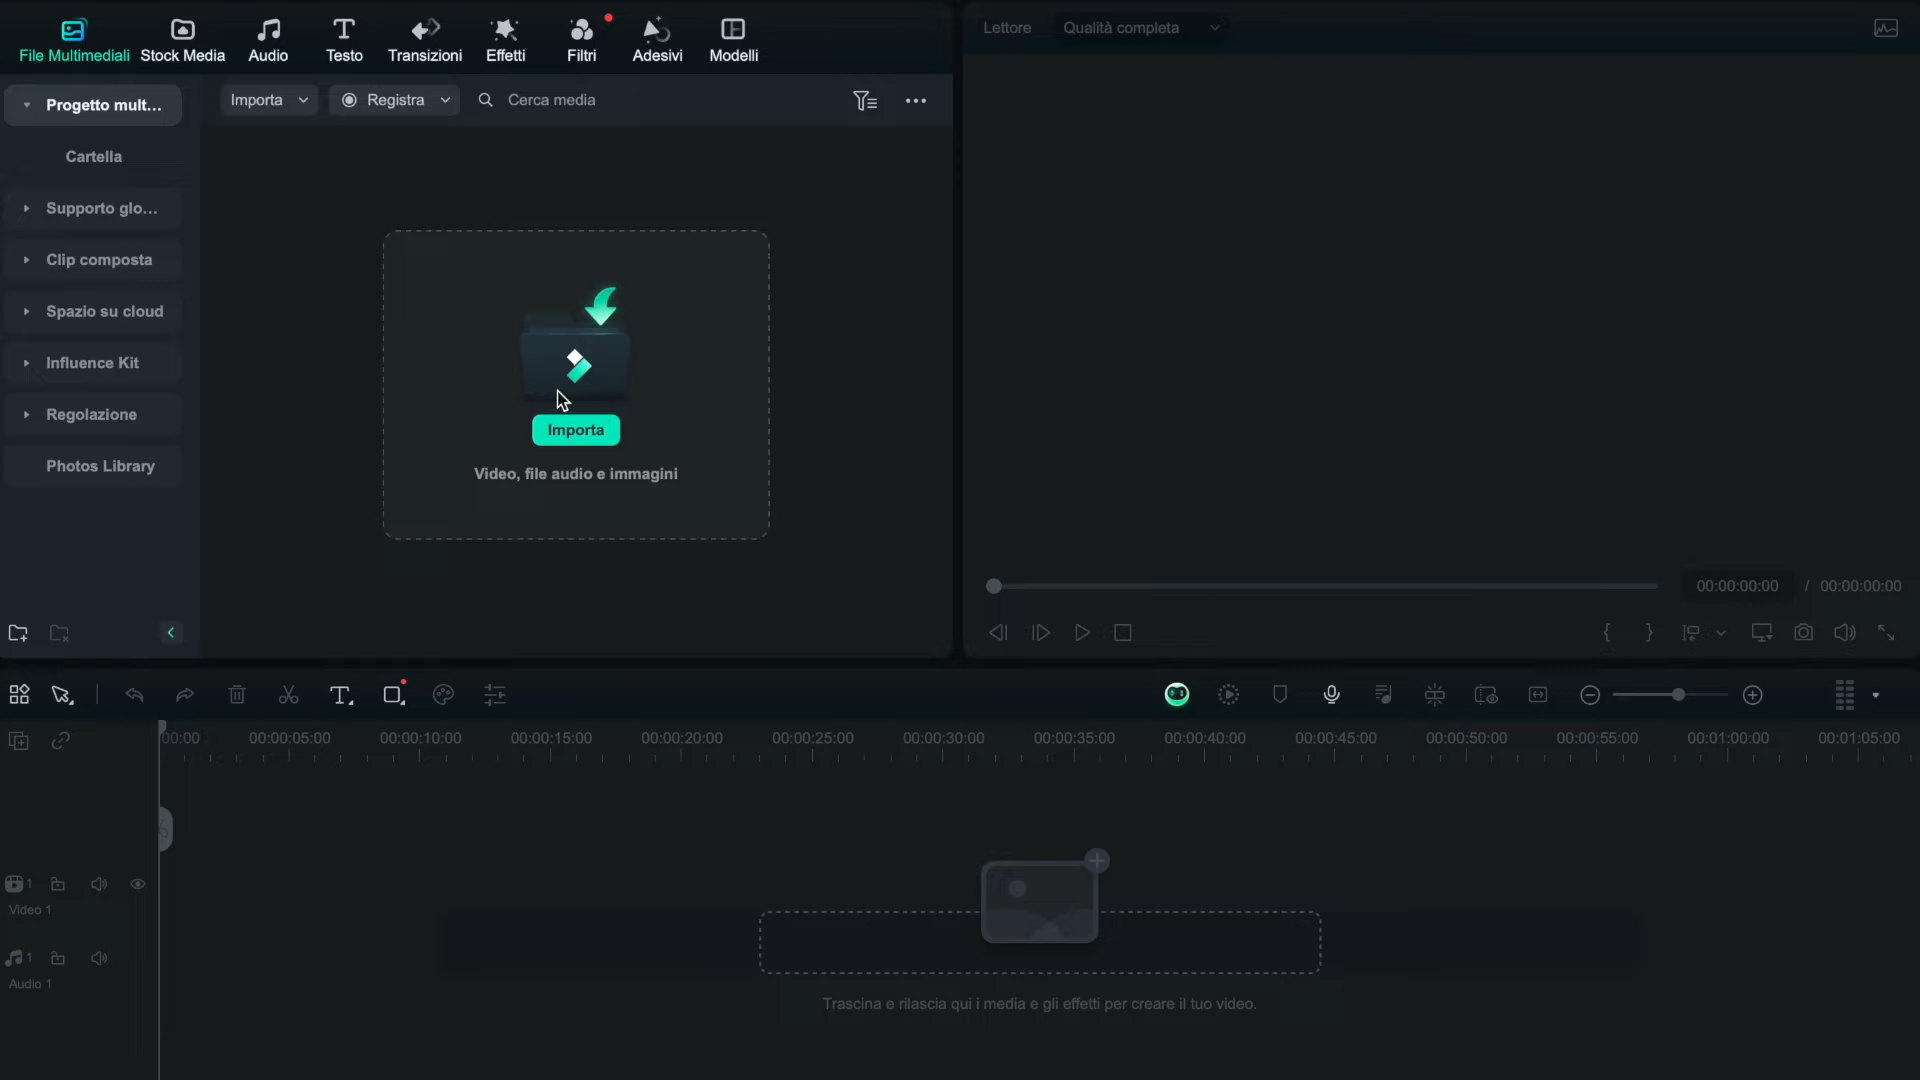 File Multimediali
Stock Media
Audio
Testo
Transizioni
Effetti
Filtri
Adesivi
Modelli
Lettore
Qualità completa
Progetto mult...
Importa
Registra
Cerca media
Cartella
Supporto glo...
Clip composta
Spazio su cloud
Influence Kit
Regolazione
Photos Library
Importa
Video, file audio e immagini
00:00:00:00 / 00:00:00:00
00:00 00:00:05:00 00:00:10:00 00:00:15:00 00:00:20:00 00:00:25:00 00:00:30:00 00:00:35:00 00:00:40:00 00:00:45:00 00:00:50:00 00:00:55:00 00:01:00:00 00:01:05:00
1
Video 1
1
Audio 1
Trascina e rilascia qui i media e gli effetti per creare il tuo video.